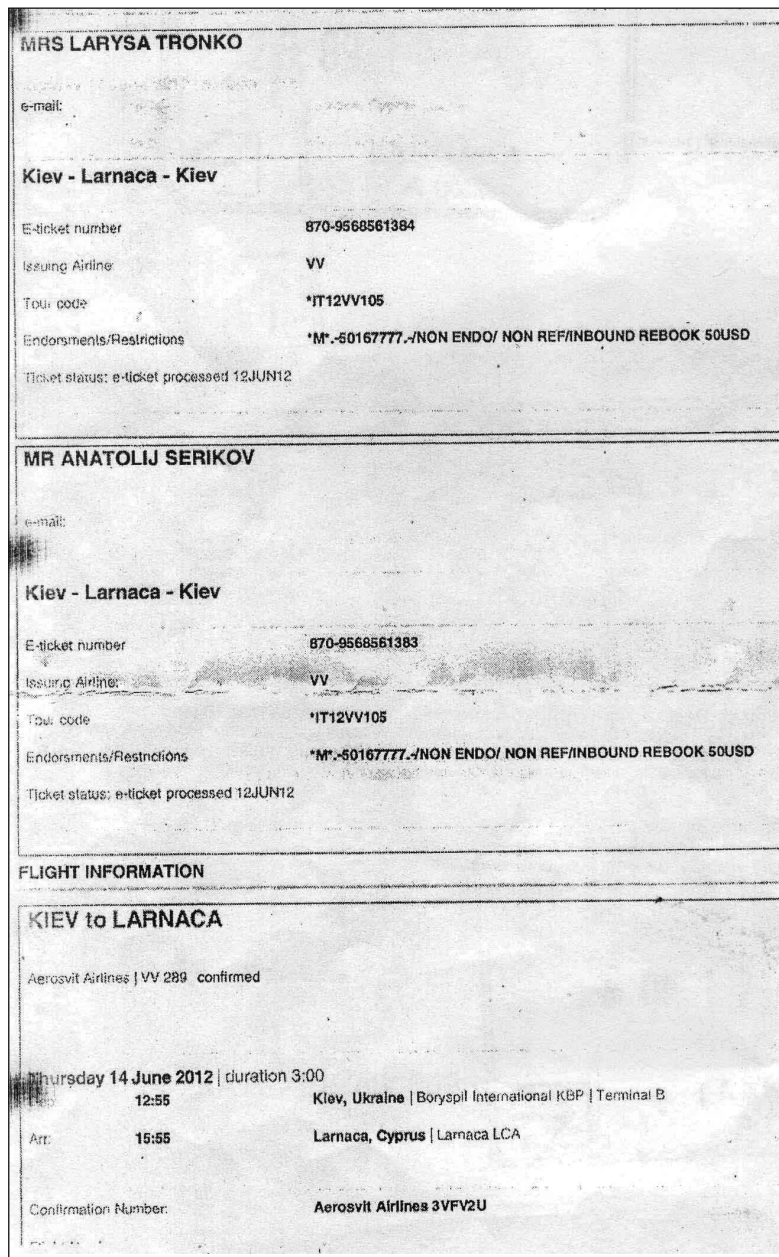 MRS LARYSA TRONKO
e-mail:
Kiev - Larnaca - Kiev
E-ticket number 870-9568561384
Issuing Airline VV
Tour code *IT12VV105
Endorsments/Restrictions *M*.-50167777.-/NON ENDO/ NON REF/INBOUND REBOOK 50USD
Ticket status: e-ticket processed 12JUN12
MR ANATOLIJ SERIKOV
e-mail:
Kiev - Larnaca - Kiev
E-ticket number 870-9568561383
Issuing Airline: VV
Tour code *IT12VV105
Endorsments/Restrictions *M*.-50167777.-/NON ENDO/ NON REF/INBOUND REBOOK 50USD
Ticket status: e-ticket processed 12JUN12
FLIGHT INFORMATION
KIEV to LARNACA
Aerosvit Airlines | VV 289 confirmed
Thursday 14 June 2012 | duration 3:00
12:55 Kiev, Ukraine | Boryspil International KBP | Terminal B
Arr: 15:55 Larnaca, Cyprus | Larnaca LCA
Confirmation Number: Aerosvit Airlines 3VFV2U